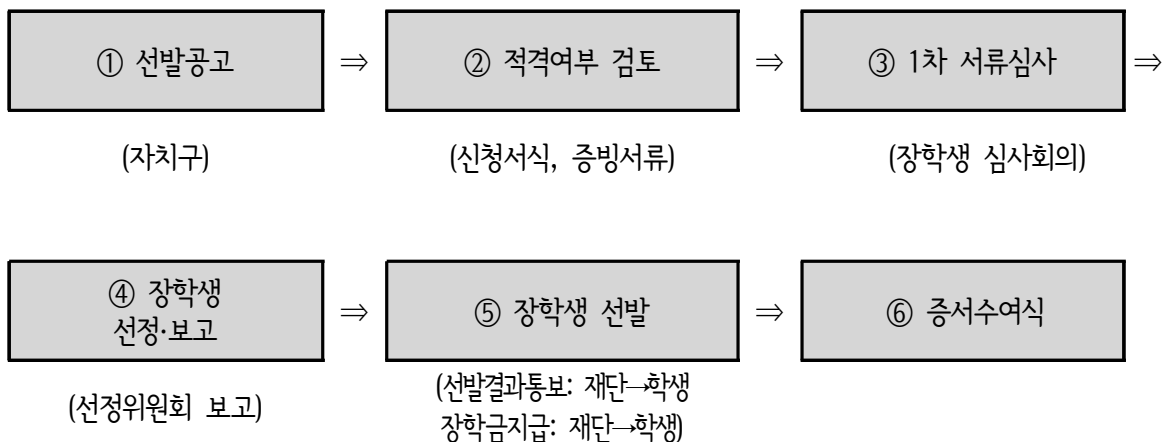 ① 선발공고 ⇒ ② 적격여부 검토 ⇒ ③ 1차 서류심사 ⇒
(자치구) (신청서식, 증빙서류) (장학생 심사회의)
④ 장학생
선정·보고 ⇒ ⑤ 장학생 선발 ⇒ ⑥ 증서수여식
(선정위원회 보고) (선발결과통보: 재단→학생
장학금지급: 재단→학생)